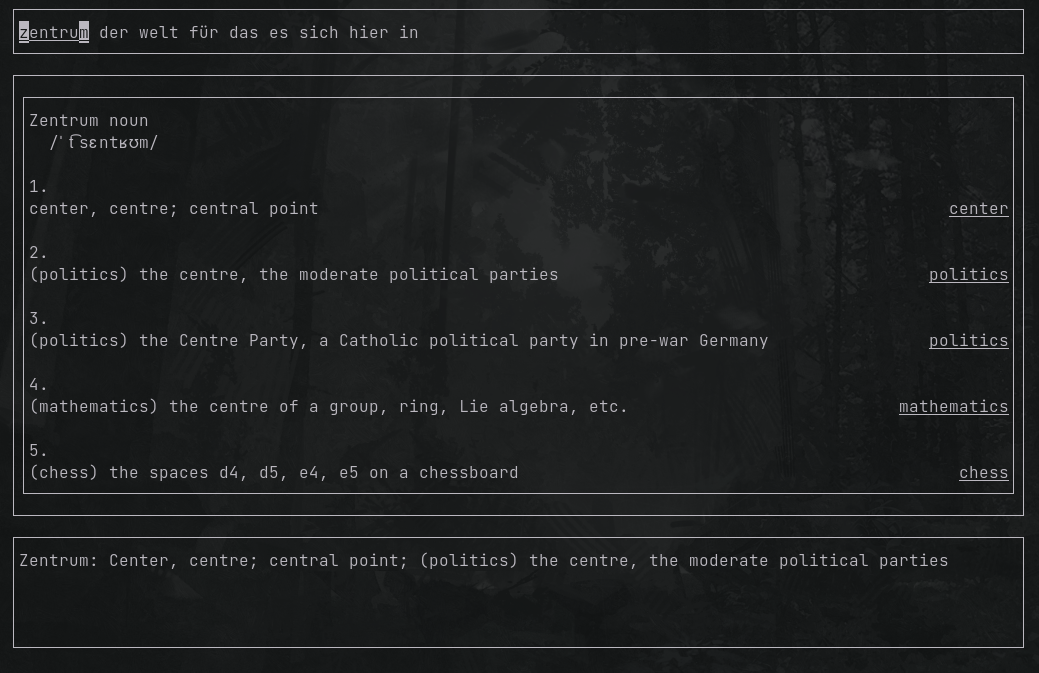 zentrum der welt für das es sich hier in
Zentrum noun
/ˈt͡sɛntʁʊm/
1.
center, centre; central point center
2.
(politics) the centre, the moderate political parties politics
3.
(politics) the Centre Party, a Catholic political party in pre-war Germany politics
4.
(mathematics) the centre of a group, ring, Lie algebra, etc. mathematics
5.
(chess) the spaces d4, d5, e4, e5 on a chessboard chess
Zentrum: Center, centre; central point; (politics) the centre, the moderate political parties